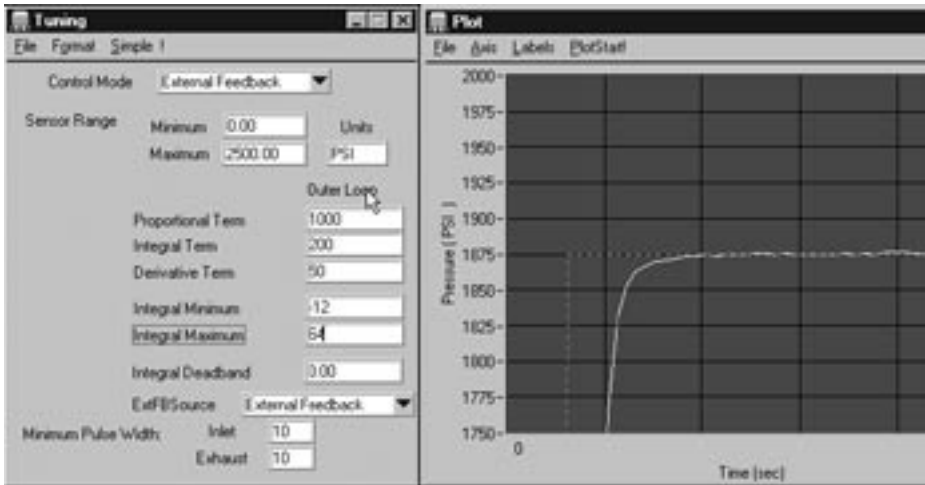 Tuning
File Format Simple !
Control Mode External Feedback
Sensor Range
Minimum 0.00 Units
Maximum 2500.00 PSI
Outer Loop
Proportional Term 1000
Integral Term 200
Derivative Term 50
Integral Minimum -12
Integral Maximum 64
Integral Deadband 0.00
ExtFBSource External Feedback
Minimum Pulse Width: Inlet 10
Exhaust 10
Plot
File Axis Labels PlotStart!
Pressure ( PSI )
2000
1975
1950
1925
1900
1875
1850
1825
1800
1775
1750
0
Time (sec)